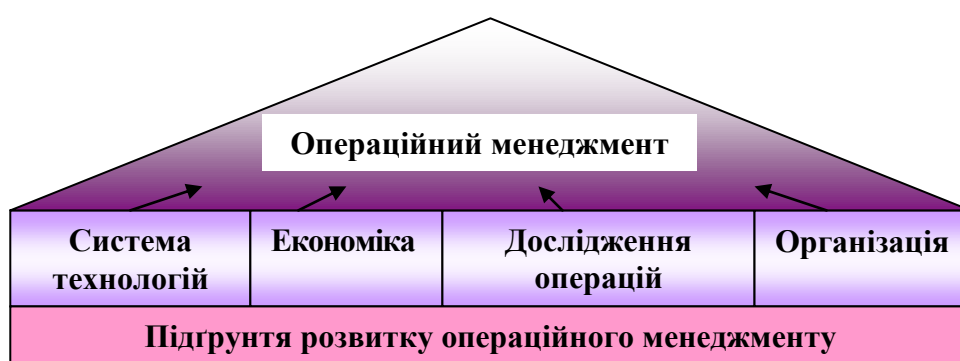 Операційний менеджмент
Система
технологій
Економіка
Дослідження
операцій
Організація
Підґрунтя розвитку операційного менеджменту